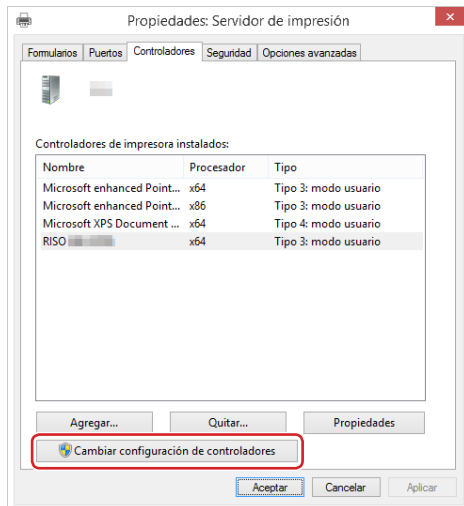 Propiedades: Servidor de impresión
Formularios Puertos Controladores Seguridad Opciones avanzadas
Controladores de impresora instalados:
Nombre Procesador Tipo
Microsoft enhanced Point... x64 Tipo 3: modo usuario
Microsoft enhanced Point... x86 Tipo 3: modo usuario
Microsoft XPS Document ... x64 Tipo 4: modo usuario
RISO x64 Tipo 3: modo usuario
Agregar... Quitar... Propiedades
Cambiar configuración de controladores
Aceptar Cancelar Aplicar